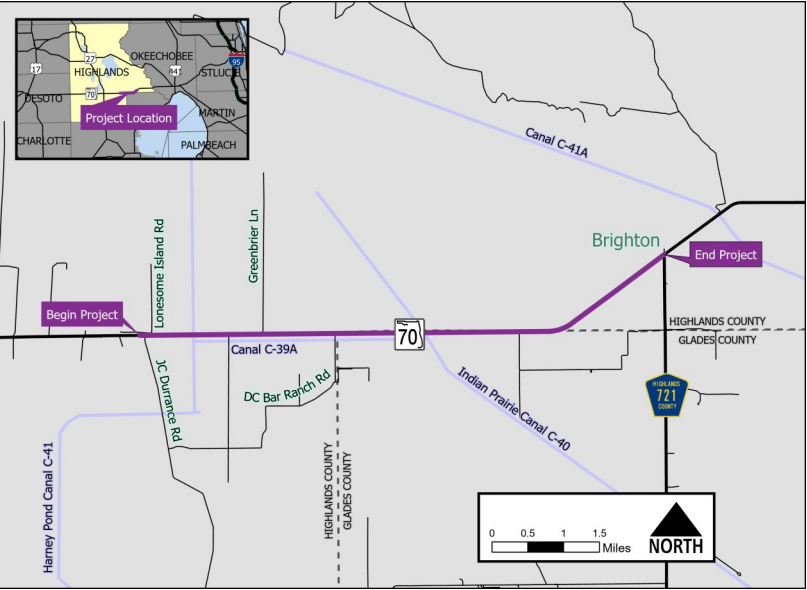 27
OKEECHOBEE
95
17
HIGHLANDS
441
STLUCIE
DESOTO
70
Project Location
MARTIN
CHARLOTTE
PALMBEACH
Canal C-41A
Lonesome Island Rd
Greenbrier Ln
Brighton
End Project
Begin Project
70
HIGHLANDS COUNTY
GLADES COUNTY
Canal C-39A
JC Durrance Rd
DC Bar Ranch Rd
Indian Prairie Canal C-40
HIGHLANDS
721
COUNTY
Harney Pond Canal C-41
HIGHLANDS COUNTY
GLADES COUNTY
0 0.5 1 1.5
Miles
NORTH